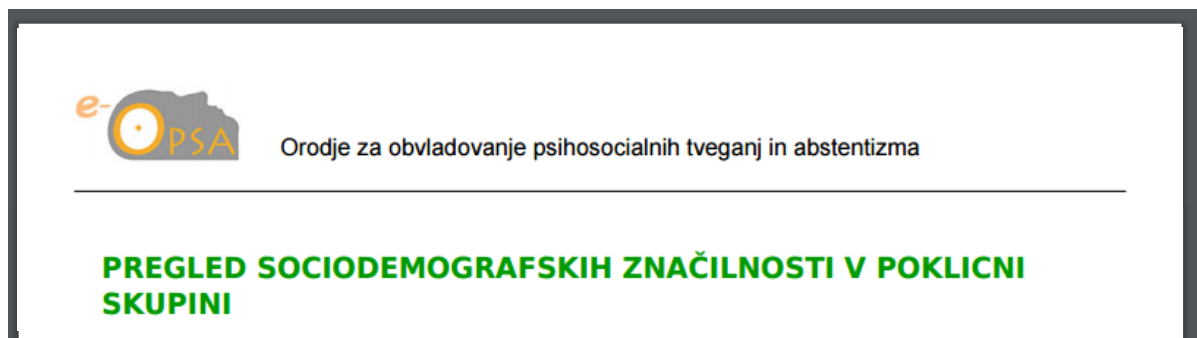 e-OPSA
Orodje za obvladovanje psihosocialnih tveganj in abstentizma
PREGLED SOCIODEMOGRAFSKIH ZNAČILNOSTI V POKLICNI
SKUPINI